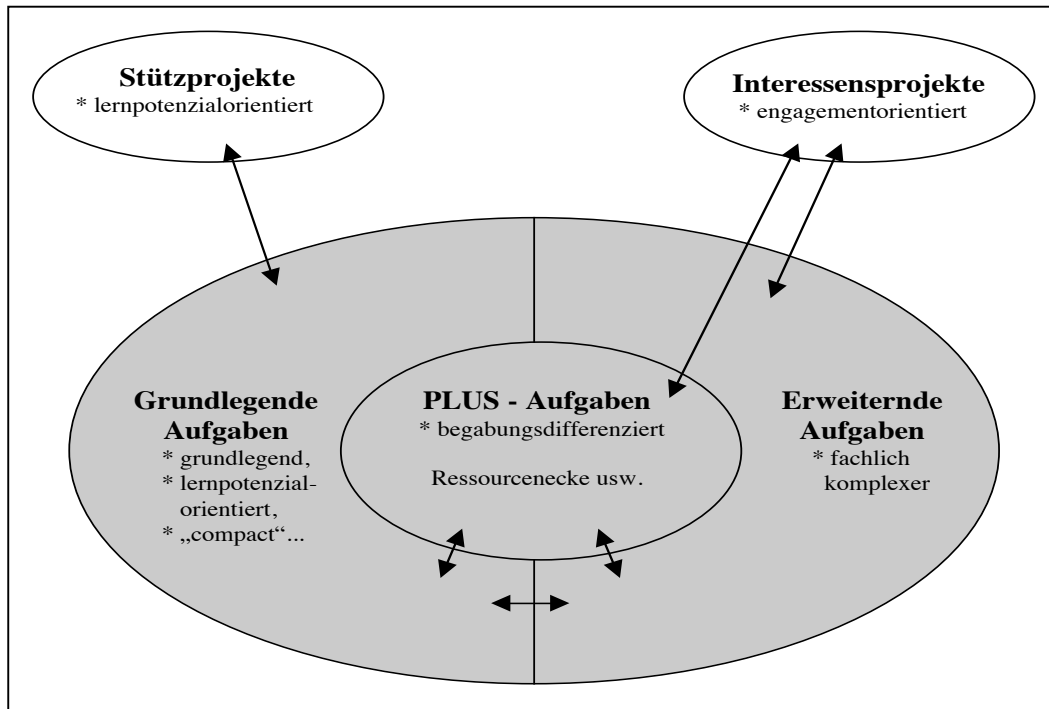 Stützprojekte
* lernpotenzialorientiert
Interessensprojekte
* engagementorientiert
Grundlegende
Aufgaben
* grundlegend,
* lernpotenzial-
orientiert,
* „compact“...
PLUS - Aufgaben
* begabungsdifferenziert
Ressourcenecke usw.
Erweiternde
Aufgaben
* fachlich
komplexer